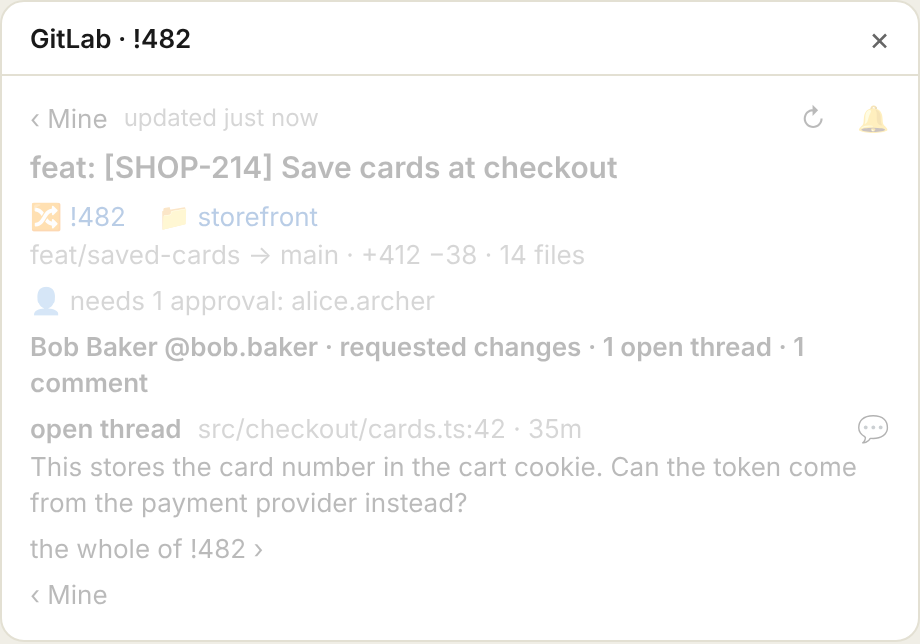 GitLab · !482 ×
‹ Mine updated just now
feat: [SHOP-214] Save cards at checkout
!482 storefront
feat/saved-cards → main · +412 −38 · 14 files
needs 1 approval: alice.archer
Bob Baker @bob.baker · requested changes · 1 open thread · 1
comment
open thread src/checkout/cards.ts:42 · 35m
This stores the card number in the cart cookie. Can the token come
from the payment provider instead?
the whole of !482 ›
‹ Mine